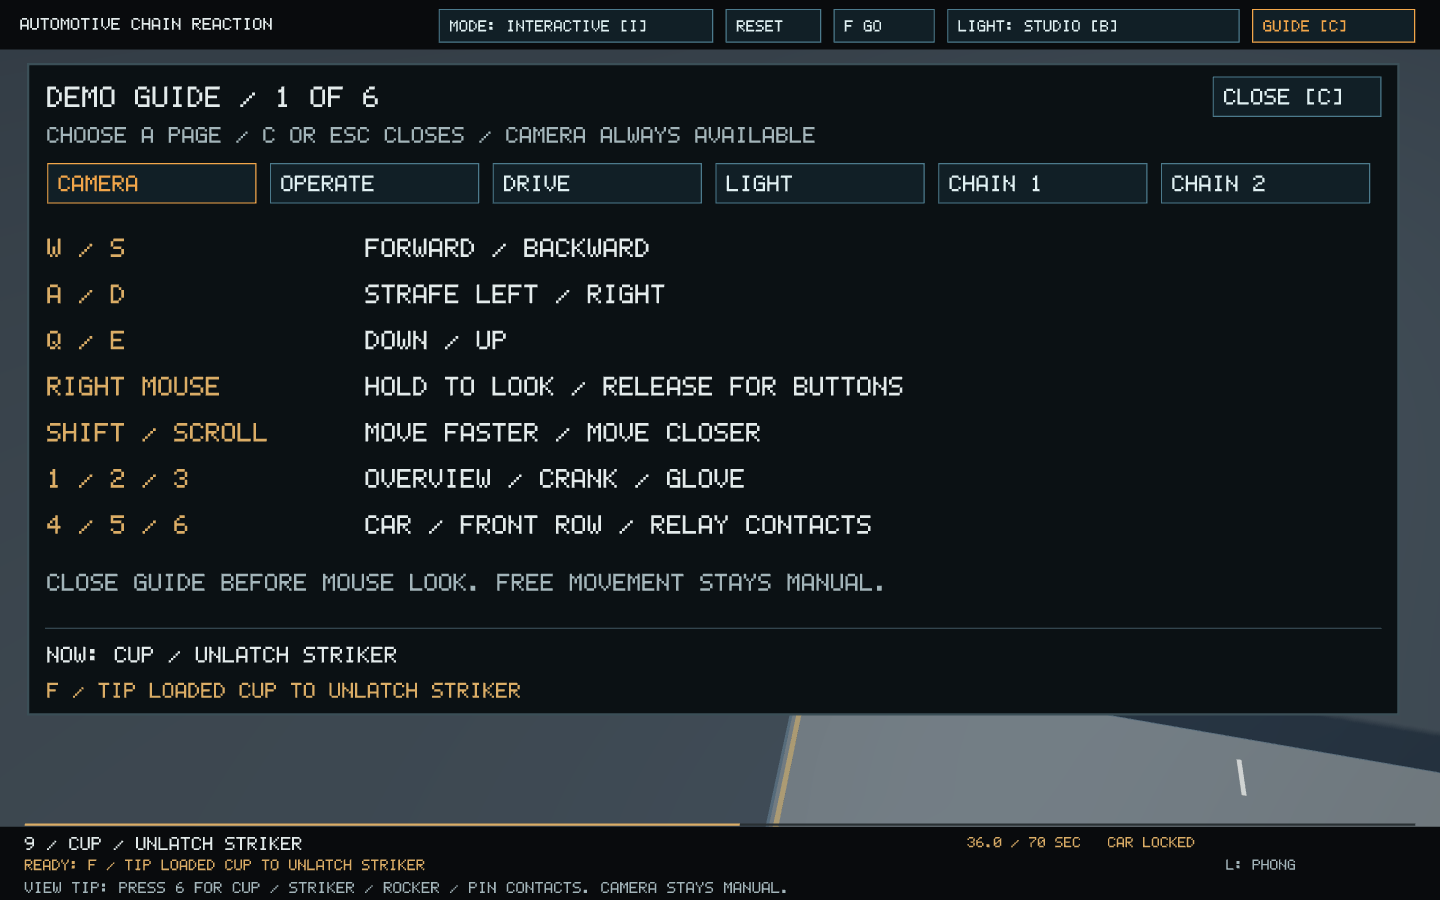 AUTOMOTIVE CHAIN REACTION
MODE: INTERACTIVE [I]
RESET
F GO
LIGHT: STUDIO [B]
GUIDE [C]
DEMO GUIDE / 1 OF 6
CLOSE [C]
CHOOSE A PAGE / C OR ESC CLOSES / CAMERA ALWAYS AVAILABLE
CAMERA
OPERATE
DRIVE
LIGHT
CHAIN 1
CHAIN 2
W / S FORWARD / BACKWARD
A / D STRAFE LEFT / RIGHT
Q / E DOWN / UP
RIGHT MOUSE HOLD TO LOOK / RELEASE FOR BUTTONS
SHIFT / SCROLL MOVE FASTER / MOVE CLOSER
1 / 2 / 3 OVERVIEW / CRANK / GLOVE
4 / 5 / 6 CAR / FRONT ROW / RELAY CONTACTS
CLOSE GUIDE BEFORE MOUSE LOOK. FREE MOVEMENT STAYS MANUAL.
NOW: CUP / UNLATCH STRIKER
F / TIP LOADED CUP TO UNLATCH STRIKER
9 / CUP / UNLATCH STRIKER
36.0 / 70 SEC CAR LOCKED
READY: F / TIP LOADED CUP TO UNLATCH STRIKER
L: PHONG
VIEW TIP: PRESS 6 FOR CUP / STRIKER / ROCKER / PIN CONTACTS. CAMERA STAYS MANUAL.